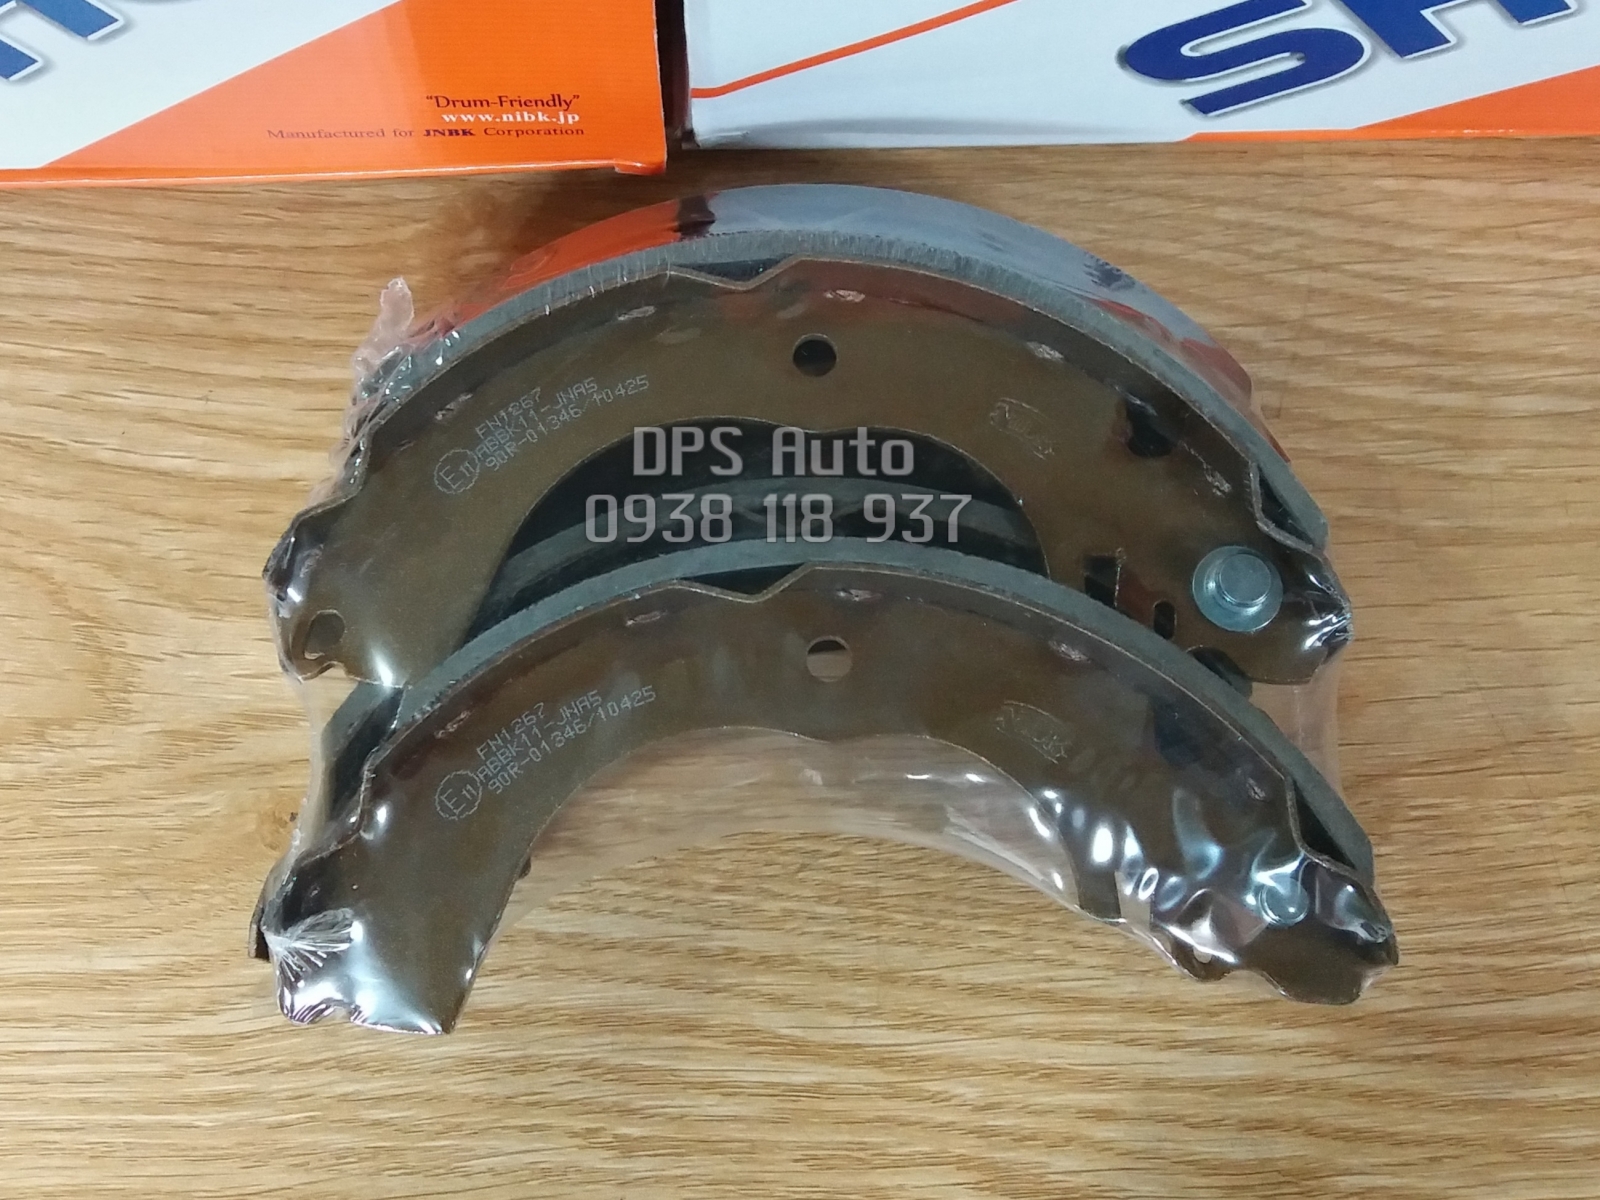 SH
"Drum-Friendly"
www.nibk.jp
Manufactured for JNBK Corporation
FN1267
ABBK11-JNA5
E11
90R-01346/10425
DPS Auto
0938 118 937
FN1267
ABBK11-JNA5
E11
90R-01346/10425